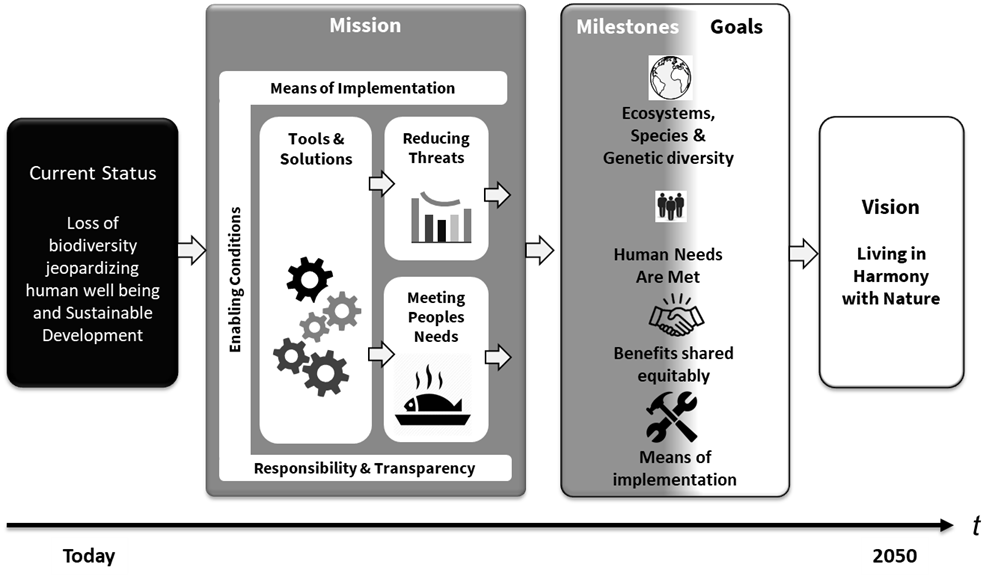 Current Status
Loss of
biodiversity
jeopardizing
human well being
and Sustainable
Development
Mission
Means of Implementation
Enabling Conditions
Tools &
Solutions
Reducing
Threats
Meeting
Peoples
Needs
Responsibility & Transparency
Milestones Goals
Ecosystems,
Species &
Genetic diversity
Human Needs
Are Met
Benefits shared
equitably
Means of
implementation
Vision
Living in
Harmony
with Nature
t
Today
2050